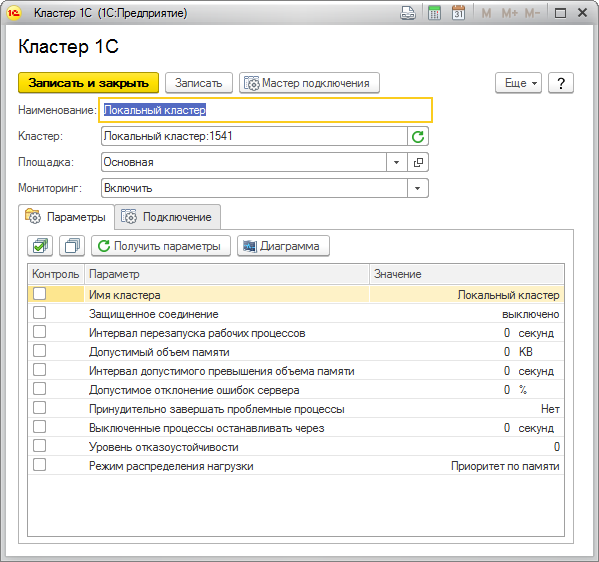 1С Кластер 1С (1С:Предприятие) 31 M M+ M-
Кластер 1С
Записать и закрыть Записать Мастер подключения Еще ?
Наименование: Локальный кластер
Кластер: Локальный кластер:1541
Площадка: Основная
Мониторинг: Включить
Параметры Подключение
Получить параметры Диаграмма
Контроль Параметр Значение
Имя кластера Локальный кластер
Защищенное соединение выключено
Интервал перезапуска рабочих процессов 0 секунд
Допустимый объем памяти 0 KB
Интервал допустимого превышения объема памяти 0 секунд
Допустимое отклонение ошибок сервера 0 %
Принудительно завершать проблемные процессы Нет
Выключенные процессы останавливать через 0 секунд
Уровень отказоустойчивости 0
Режим распределения нагрузки Приоритет по памяти